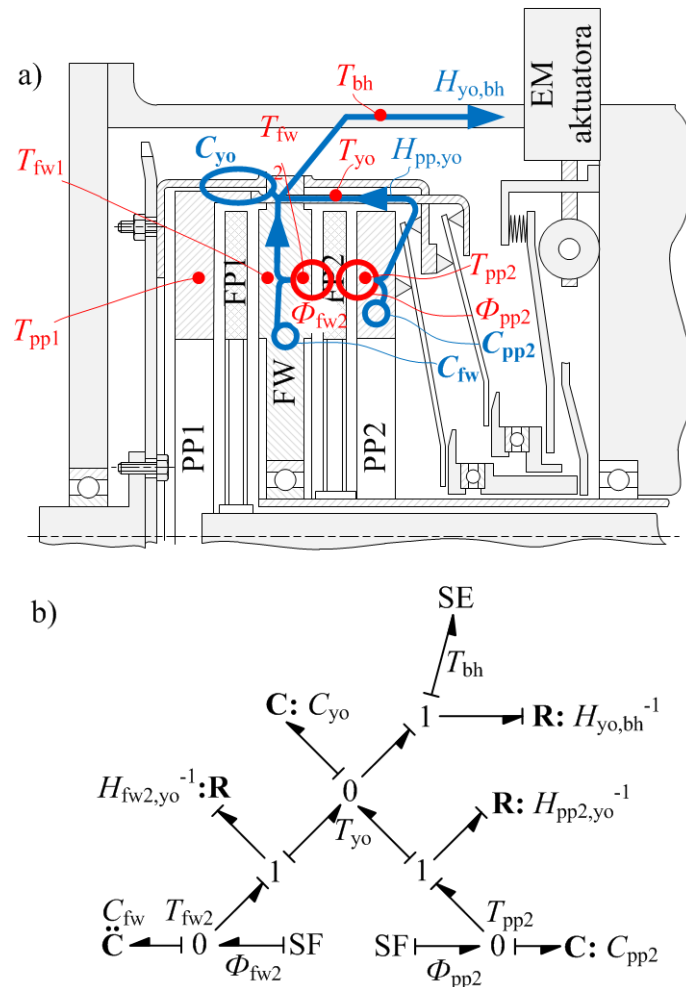 a)
EM
aktuatora
T_bh
H_yo,bh
T_fw
2
C_yo
T_yo
H_pp,yo
T_fw1
FP1
T_pp2
T_pp1
Φ_fw2
Φ_pp2
C_pp2
C_fw
FW
PP1
PP2
b)
SE
T_bh
C: C_yo
1
R: H_yo,bh^-1
H_fw2,yo^-1 :R
0
R: H_pp2,yo^-1
T_yo
1
1
C_fw
T_fw2
T_pp2
C̈
0
SF
SF
0
C: C_pp2
Φ_fw2
Φ_pp2